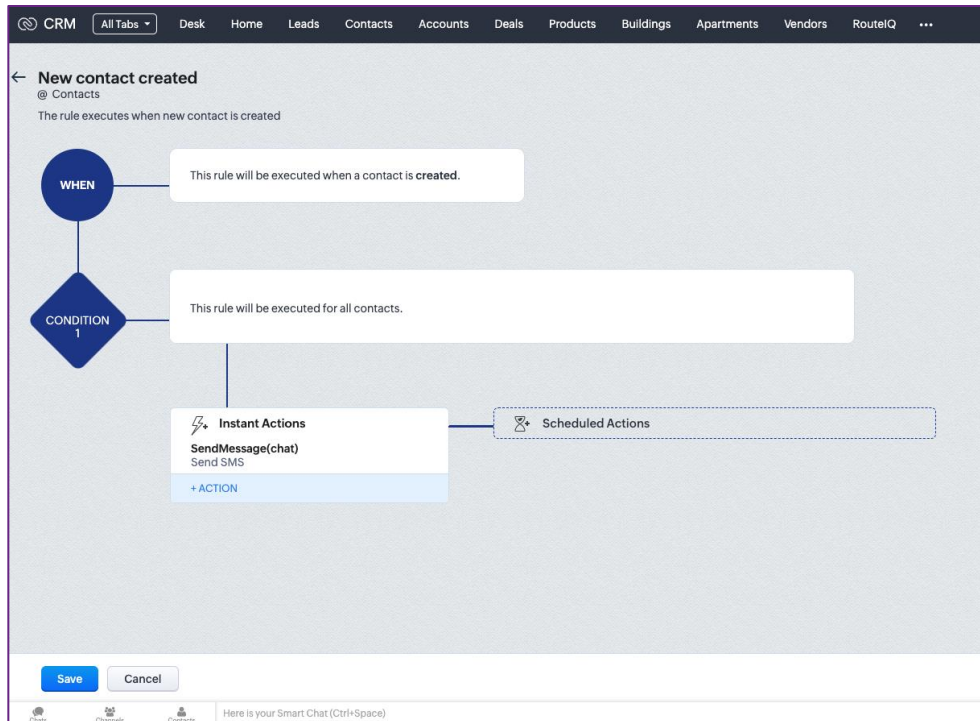 CRM All Tabs Desk Home Leads Contacts Accounts Deals Products Buildings Apartments Vendors RouteIQ ...
New contact created
@ Contacts
The rule executes when new contact is created
WHEN
This rule will be executed when a contact is created.
CONDITION
1
This rule will be executed for all contacts.
Instant Actions
Scheduled Actions
SendMessage(chat)
Send SMS
+ ACTION
Save Cancel
Chats Channels Contacts Here is your Smart Chat (Ctrl+Space)